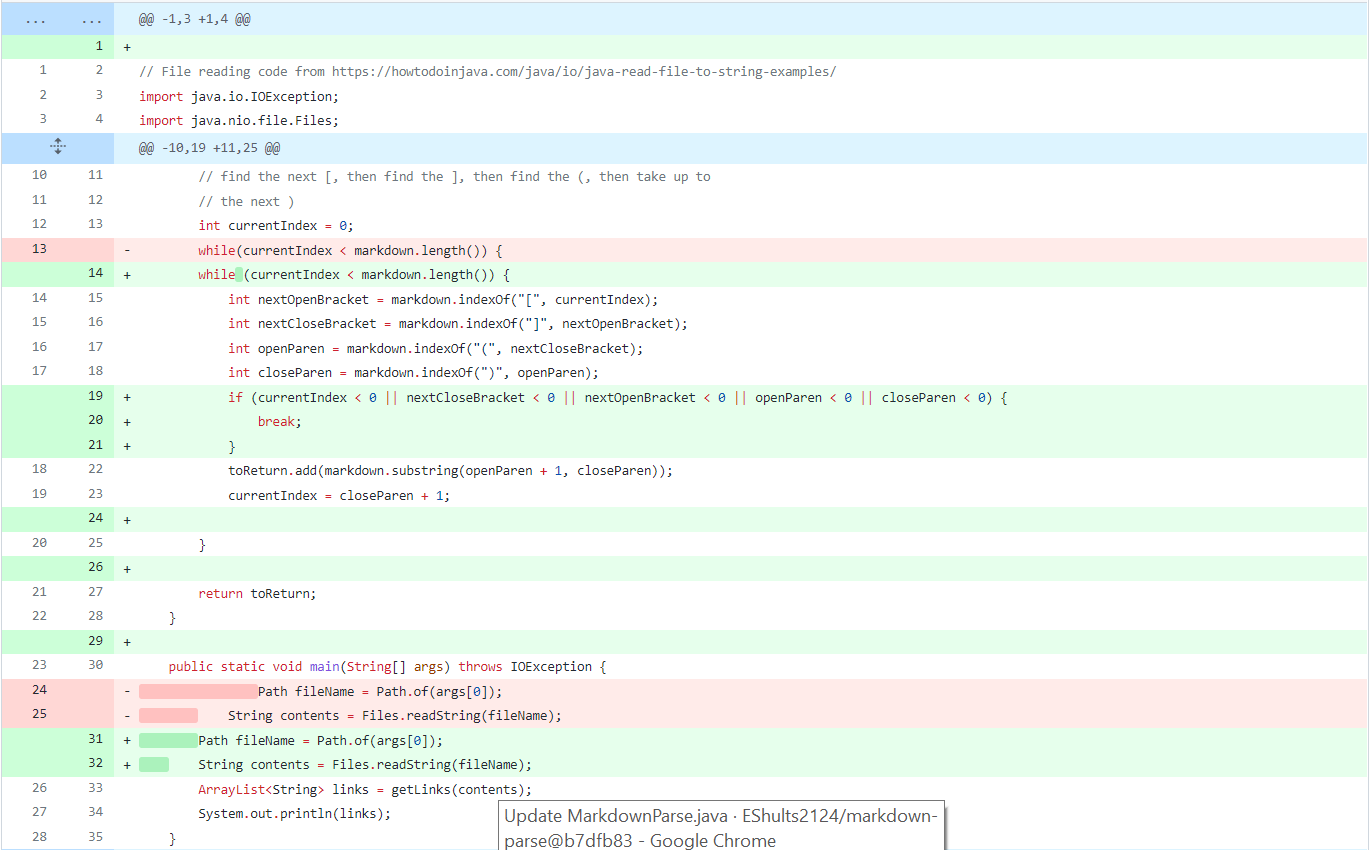 ... ... @@ -1,3 +1,4 @@
1 +
1 2 // File reading code from https://howtodoinjava.com/java/io/java-read-file-to-string-examples/
2 3 import java.io.IOException;
3 4 import java.nio.file.Files;
@@ -10,19 +11,25 @@
10 11 // find the next [, then find the ], then find the (, then take up to
11 12 // the next )
12 13 int currentIndex = 0;
13 - while(currentIndex < markdown.length()) {
14 + while (currentIndex < markdown.length()) {
14 15 int nextOpenBracket = markdown.indexOf("[", currentIndex);
15 16 int nextCloseBracket = markdown.indexOf("]", nextOpenBracket);
16 17 int openParen = markdown.indexOf("(", nextCloseBracket);
17 18 int closeParen = markdown.indexOf(")", openParen);
19 + if (currentIndex < 0 || nextCloseBracket < 0 || nextOpenBracket < 0 || openParen < 0 || closeParen < 0) {
20 + break;
21 + }
18 22 toReturn.add(markdown.substring(openParen + 1, closeParen));
19 23 currentIndex = closeParen + 1;
24 +
20 25 }
26 +
21 27 return toReturn;
22 28 }
29 +
23 30 public static void main(String[] args) throws IOException {
24 - Path fileName = Path.of(args[0]);
25 - String contents = Files.readString(fileName);
31 + Path fileName = Path.of(args[0]);
32 + String contents = Files.readString(fileName);
26 33 ArrayList<String> links = getLinks(contents);
27 34 System.out.println(links);
28 35 }
Update MarkdownParse.java · EShults2124/markdown-
parse@b7dfb83 - Google Chrome